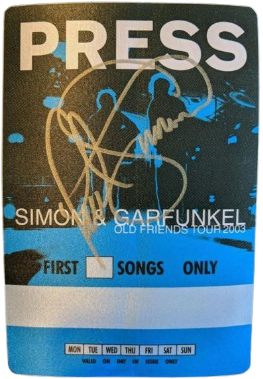 PRESS
SIMON & GARFUNKEL
OLD FRIENDS TOUR 2003
FIRST SONGS ONLY
MON TUE WED THU FRI SAT SUN
VALID ON DAY OF ISSUE ONLY